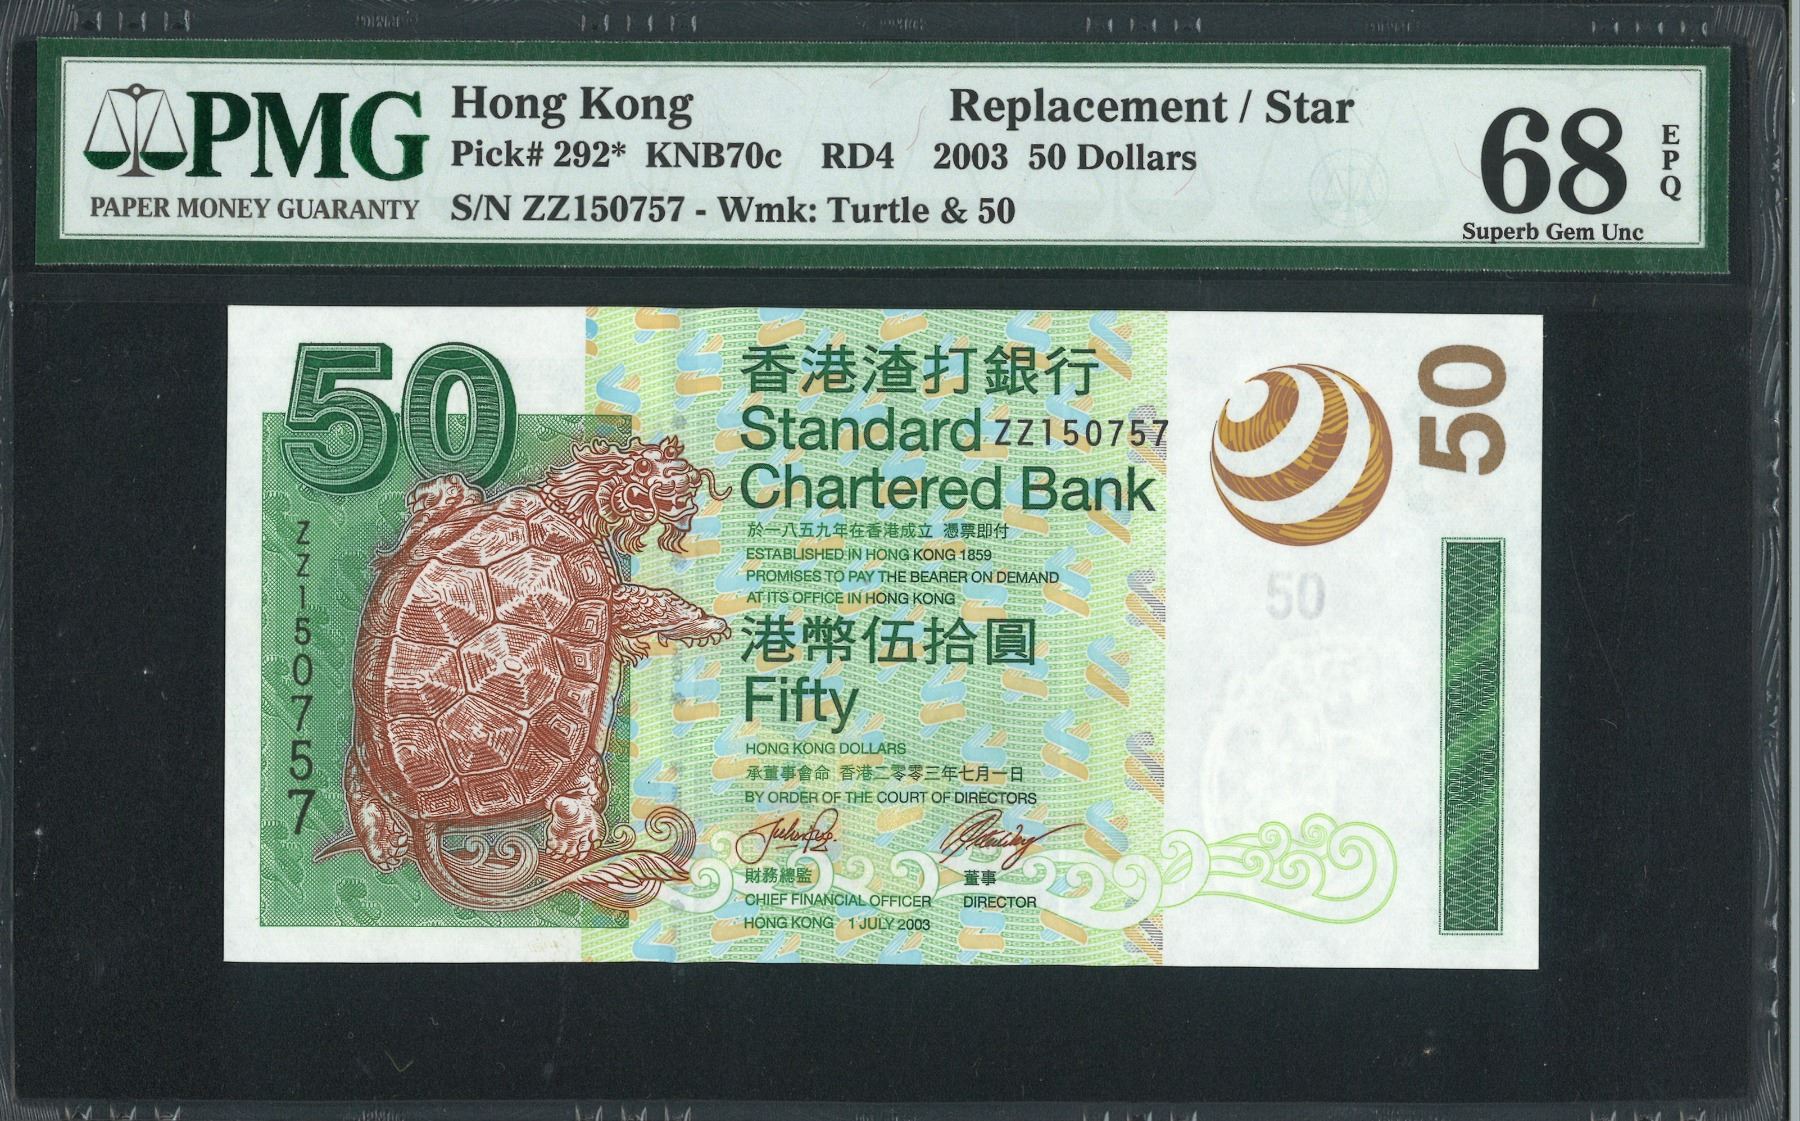 PMG
PAPER MONEY GUARANTY
Hong Kong Replacement / Star
Pick# 292* KNB70c RD4 2003 50 Dollars
S/N ZZ150757 - Wmk: Turtle & 50
68
EPQ
Superb Gem Unc
50
ZZ150757
香港渣打銀行
Standard ZZ150757
Chartered Bank
於一八五九年在香港成立 憑票即付
ESTABLISHED IN HONG KONG 1859
PROMISES TO PAY THE BEARER ON DEMAND
AT ITS OFFICE IN HONG KONG
港幣伍拾圓
Fifty
HONG KONG DOLLARS
承董事會命 香港二零零三年七月一日
BY ORDER OF THE COURT OF DIRECTORS
財務總監 董事
CHIEF FINANCIAL OFFICER DIRECTOR
HONG KONG 1 JULY 2003
50
50